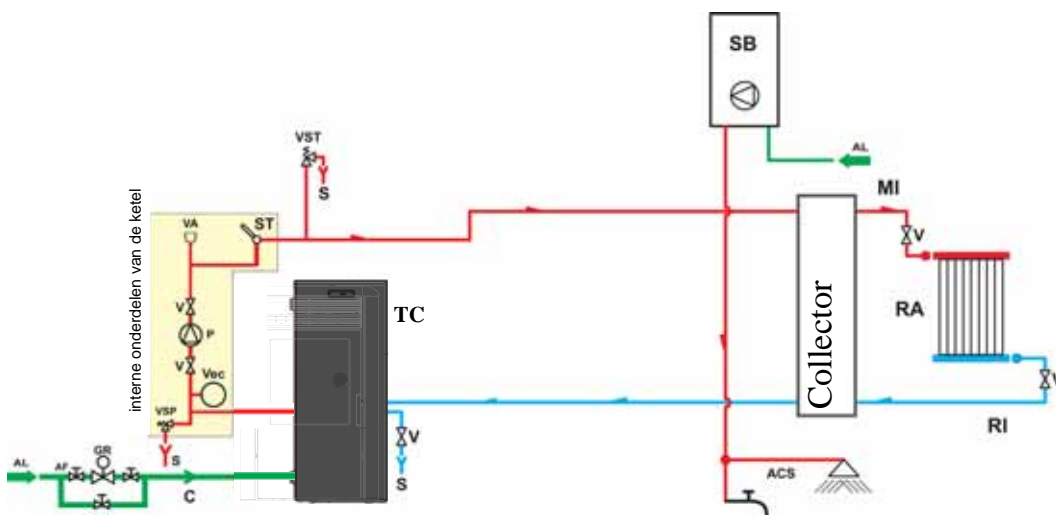 SB
AL
VST
S
MI
interne onderdelen van de ketel
VA
ST
V
V
P
TC
RA
Collector
V
Vec
V
VSP
V
RI
S
GR
AL
AF
S
C
ACS